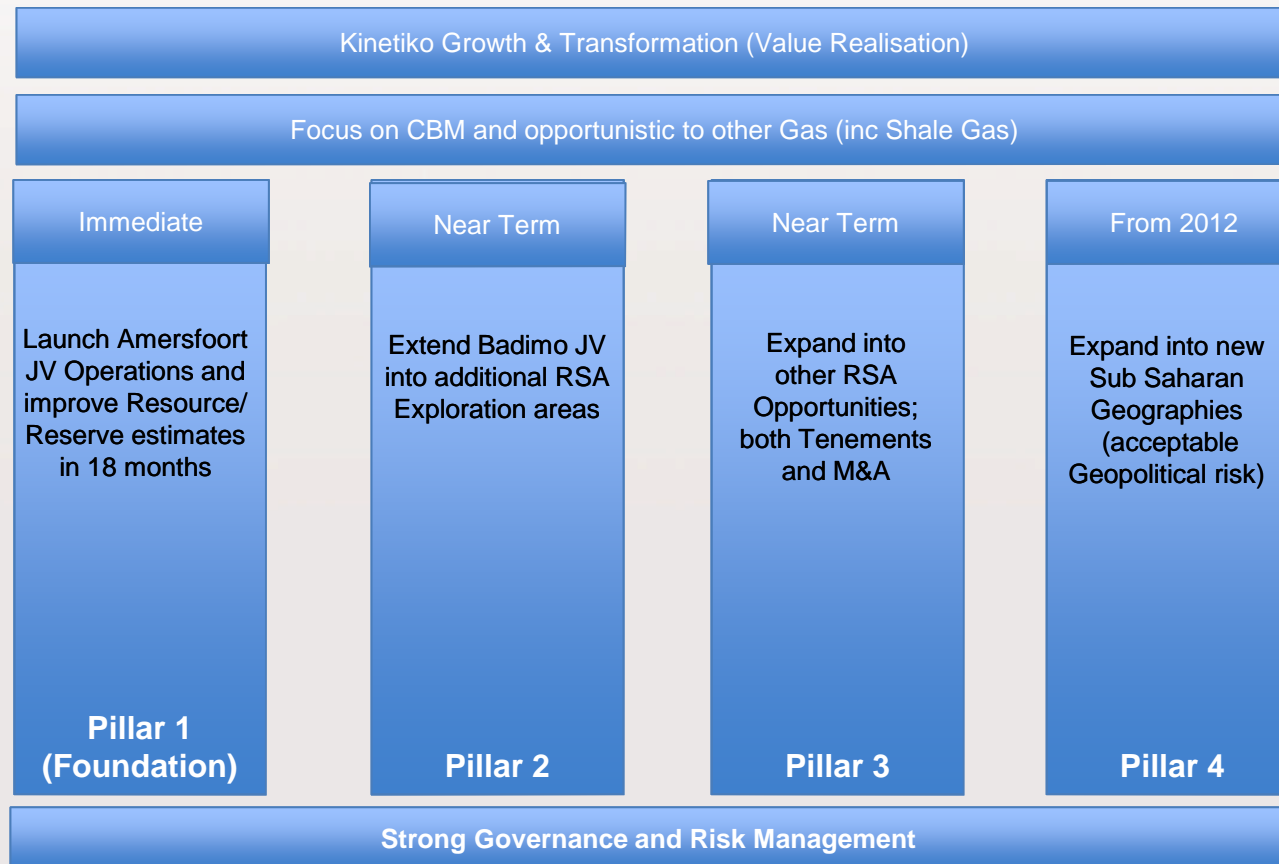 Kinetiko Growth & Transformation (Value Realisation)
Focus on CBM and opportunistic to other Gas (inc Shale Gas)
Immediate
Launch Amersfoort
JV Operations and
improve Resource/
Reserve estimates
in 18 months
Pillar 1
(Foundation)
Near Term
Extend Badimo JV
into additional RSA
Exploration areas
Pillar 2
Near Term
Expand into
other RSA
Opportunities;
both Tenements
and M&A
Pillar 3
From 2012
Expand into new
Sub Saharan
Geographies
(acceptable
Geopolitical risk)
Pillar 4
Strong Governance and Risk Management